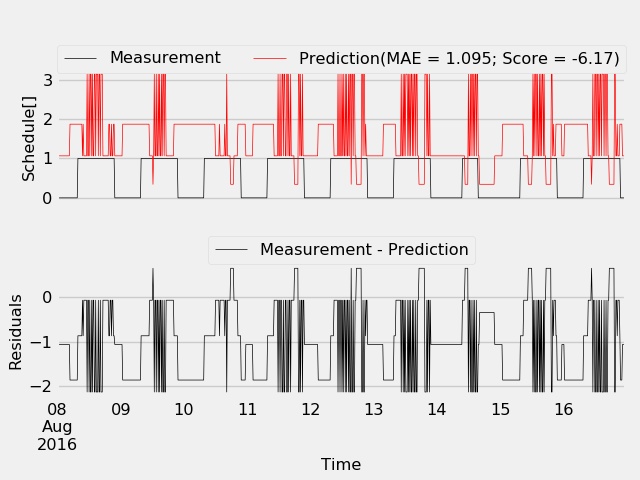 Measurement
Prediction(MAE = 1.095; Score = -6.17)
Schedule[]
3
2
1
0
Measurement - Prediction
Residuals
0
−1
−2
08 09 10 11 12 13 14 15 16
Aug
2016
Time